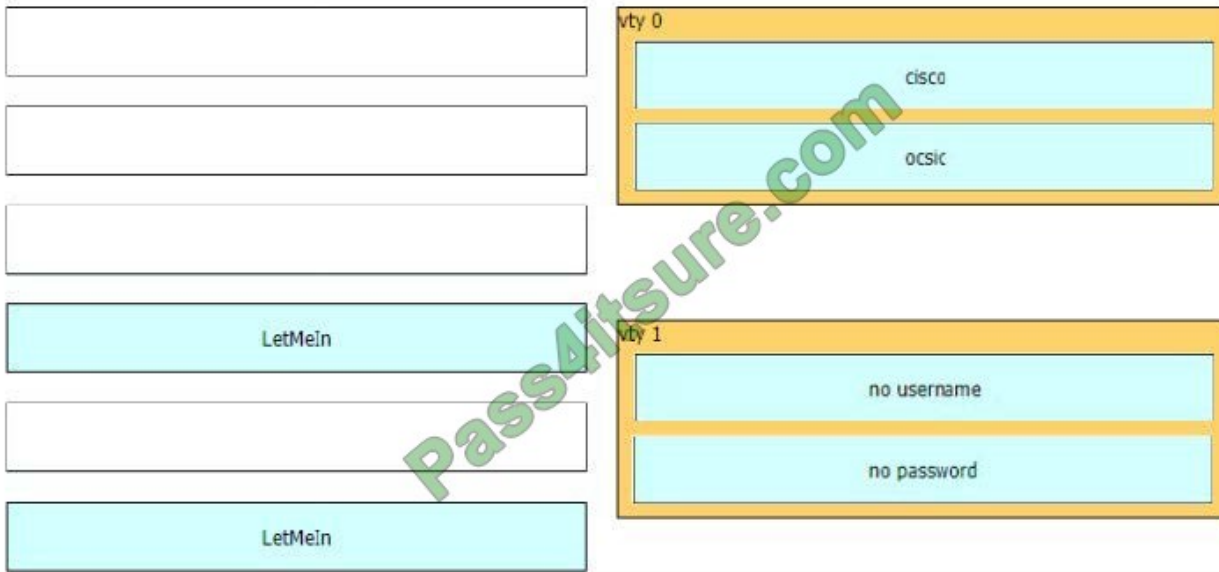 vty 0
cisco
ocsic
LetMeIn
vty 1
no username
no password
LetMeIn
Pass4itsure.com